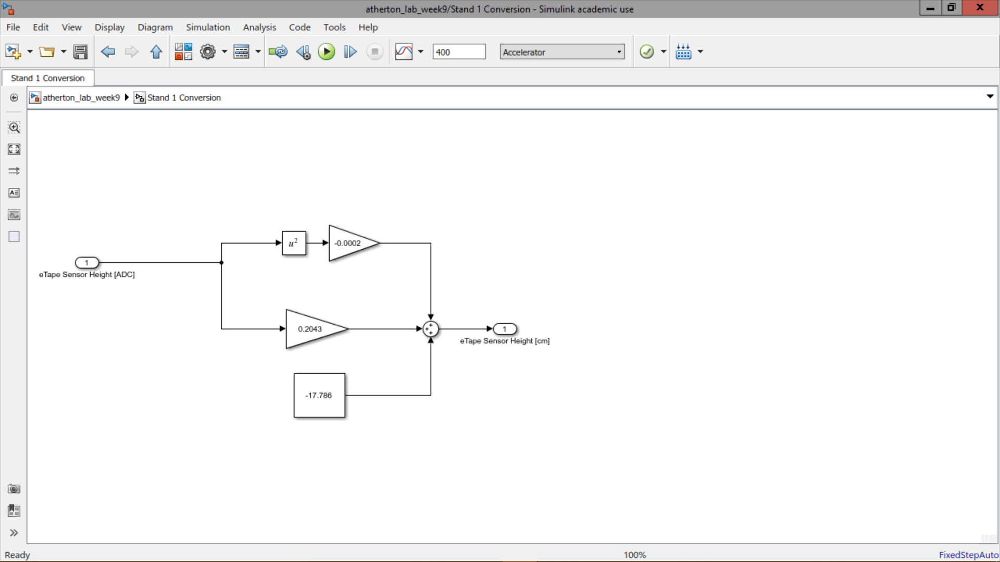 atherton_lab_week9/Stand 1 Conversion - Simulink academic use
File Edit View Display Diagram Simulation Analysis Code Tools Help
400 Accelerator
Stand 1 Conversion
atherton_lab_week9 Stand 1 Conversion
u²
-0.0002
1
eTape Sensor Height [ADC]
0.2043
1
eTape Sensor Height [cm]
-17.786
Ready 100% FixedStepAuto